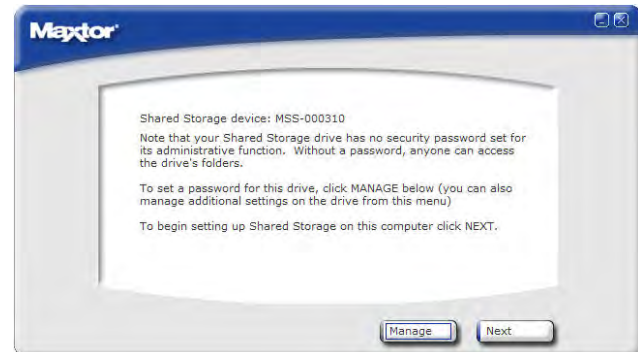 Maxtor
Shared Storage device: MSS-000310
Note that your Shared Storage drive has no security password set for
its administrative function.  Without a password, anyone can access
the drive's folders.
To set a password for this drive, click MANAGE below (you can also
manage additional settings on the drive from this menu)
To begin setting up Shared Storage on this computer click NEXT.
Manage
Next